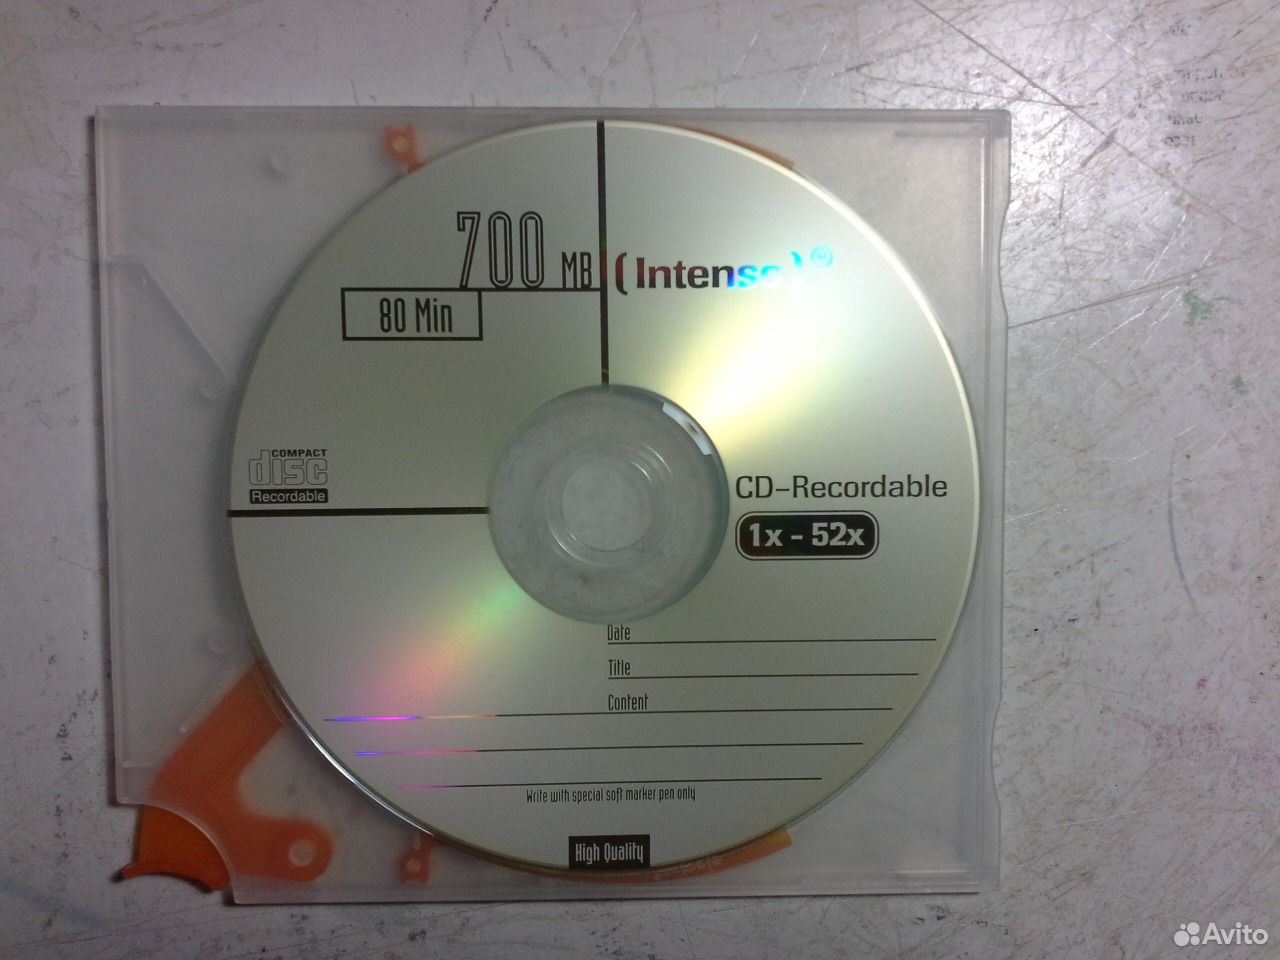 700 MB
(Intenso)®
80 Min
COMPACT
disc
Recordable
CD-Recordable
1x - 52x
Date
Title
Content
Write with special soft marker pen only
High Quality
Avito